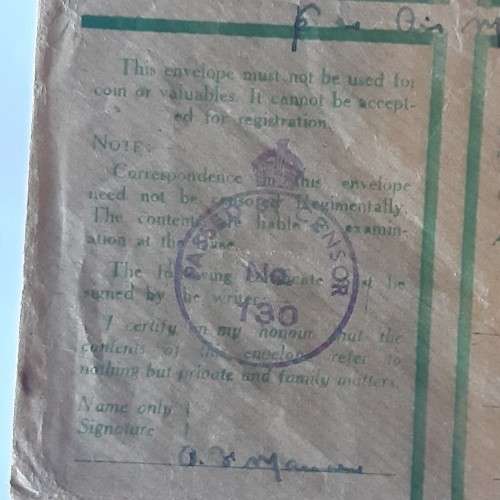 This envelope must not be used for
coin or valuables. It cannot be accept-
ed for registration.
NOTE:-
Correspondence in this envelope
need not be censored Regimentally.
The contents are liable to examin-
ation at the Base.
The following certificate must be
signed by the writer:-
I certify on my honour that the
contents of this envelope refer to
nothing but private and family matters.
Name only
Signature
PASSED CENSOR
No.
130